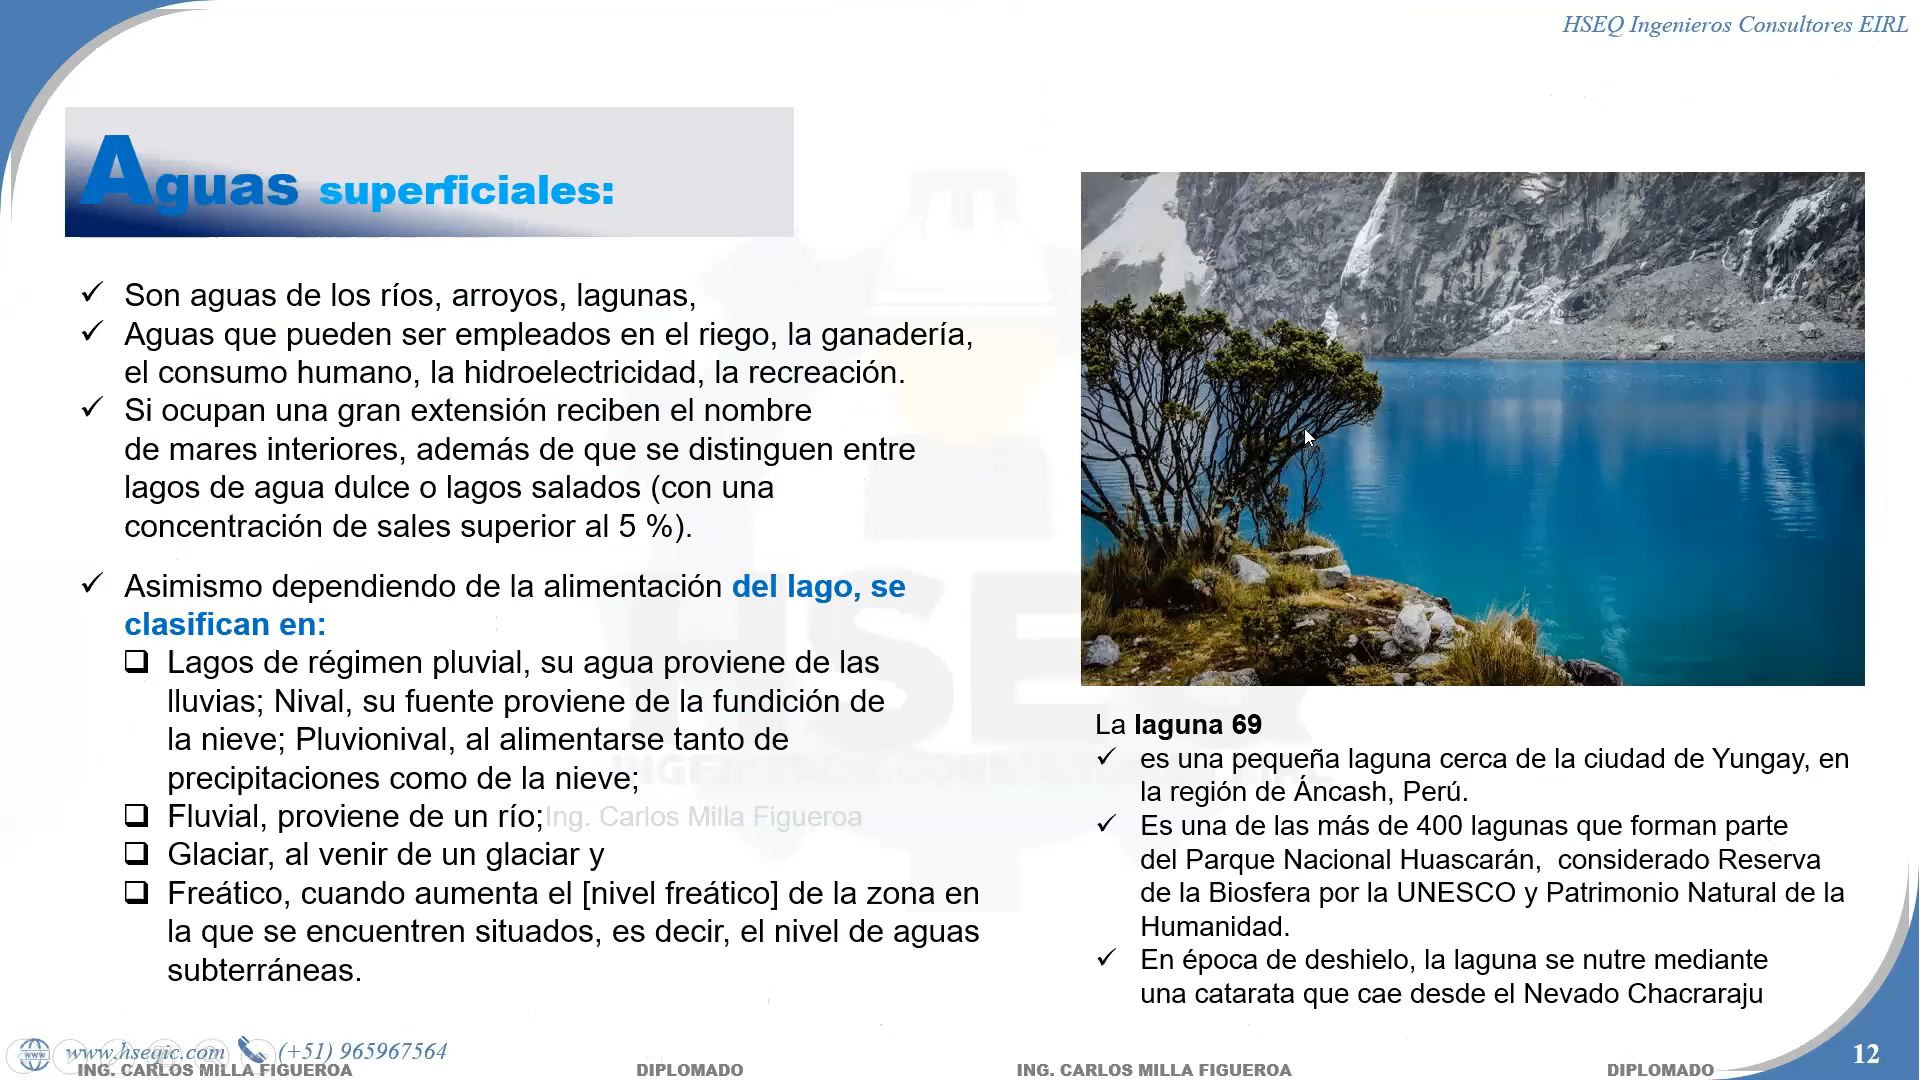 HSEQ Ingenieros Consultores EIRL
Aguas superficiales:
✓ Son aguas de los ríos, arroyos, lagunas,
✓ Aguas que pueden ser empleados en el riego, la ganadería,
el consumo humano, la hidroelectricidad, la recreación.
✓ Si ocupan una gran extensión reciben el nombre
de mares interiores, además de que se distinguen entre
lagos de agua dulce o lagos salados (con una
concentración de sales superior al 5 %).
✓ Asimismo dependiendo de la alimentación del lago, se
clasifican en:
❑ Lagos de régimen pluvial, su agua proviene de las
lluvias; Nival, su fuente proviene de la fundición de
la nieve; Pluvionival, al alimentarse tanto de
precipitaciones como de la nieve;
❑ Fluvial, proviene de un río;
Ing. Carlos Milla Figueroa
❑ Glaciar, al venir de un glaciar y
❑ Freático, cuando aumenta el [nivel freático] de la zona en
la que se encuentren situados, es decir, el nivel de aguas
subterráneas.
La laguna 69
✓ es una pequeña laguna cerca de la ciudad de Yungay, en
la región de Áncash, Perú.
✓ Es una de las más de 400 lagunas que forman parte
del Parque Nacional Huascarán, considerado Reserva
de la Biosfera por la UNESCO y Patrimonio Natural de la
Humanidad.
✓ En época de deshielo, la laguna se nutre mediante
una catarata que cae desde el Nevado Chacraraju
HSEQ
www.hseqic.com (+51) 965967564
12
ING. CARLOS MILLA FIGUEROA DIPLOMADO ING. CARLOS MILLA FIGUEROA DIPLOMADO